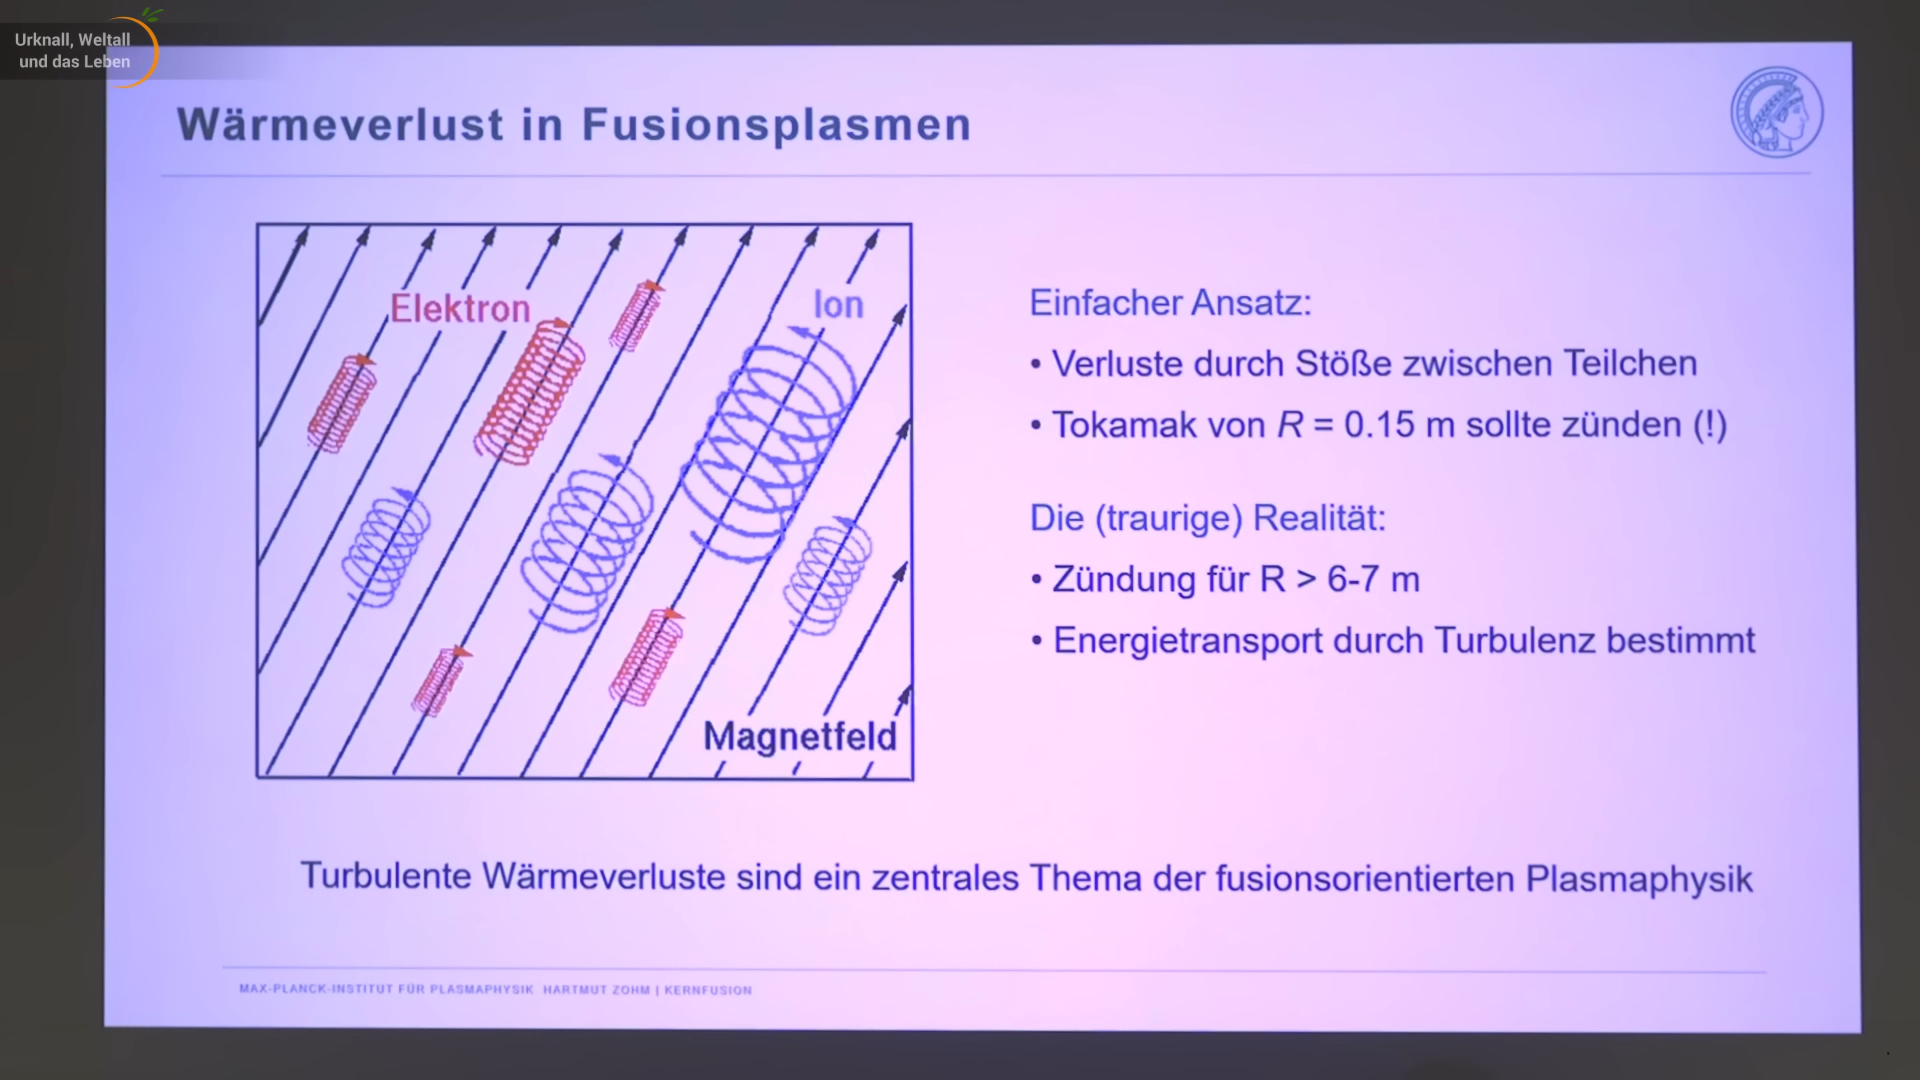 Urknall, Weltall
und das Leben
Wärmeverlust in Fusionsplasmen
Elektron
Ion
Magnetfeld
Einfacher Ansatz:
• Verluste durch Stöße zwischen Teilchen
• Tokamak von R = 0.15 m sollte zünden (!)
Die (traurige) Realität:
• Zündung für R > 6-7 m
• Energietransport durch Turbulenz bestimmt
Turbulente Wärmeverluste sind ein zentrales Thema der fusionsorientierten Plasmaphysik
MAX-PLANCK-INSTITUT FÜR PLASMAPHYSIK HARTMUT ZOHM | KERNFUSION